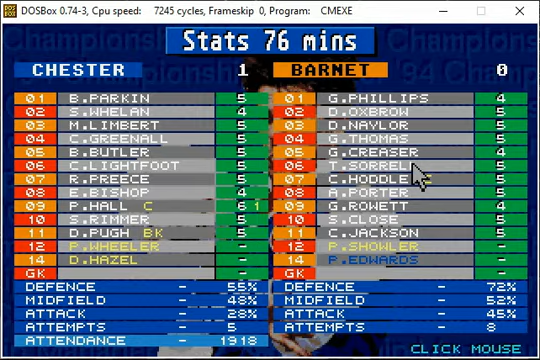 DOSBox 0.74-3, Cpu speed: 7245 cycles, Frameskip 0, Program: CMEXE
Stats 76 mins
CHESTER 1 BARNET 0
01 B.PARKIN 5 01 G.PHILLIPS 4
02 S.WHELAN 4 02 D.OXBROW 5
03 M.LIMBERT 5 03 D.NAYLOR 5
04 C.GREENALL 5 04 G.THOMAS 5
05 B.BUTLER 5 05 G.CREASER 4
06 C.LIGHTFOOT 5 06 T.SORRELL 5
07 R.PREECE 5 07 C.HODDLE
08 E.BISHOP 4 08 A.PORTER 5
09 P.HALL C 6 1 09 G.ROWETT 4
10 S.RIMMER 5 10 S.CLOSE 5
11 D.PUGH BK 5 11 C.JACKSON 5
12 P.WHEELER - 12 P.SHOWLER -
14 D.HAZEL - 14 P.EDWARDS -
GK - GK -
DEFENCE - 55% DEFENCE - 72%
MIDFIELD - 48% MIDFIELD - 52%
ATTACK - 28% ATTACK - 45%
ATTEMPTS - 5 ATTEMPTS - 8
ATTENDANCE - 1918
CLICK MOUSE